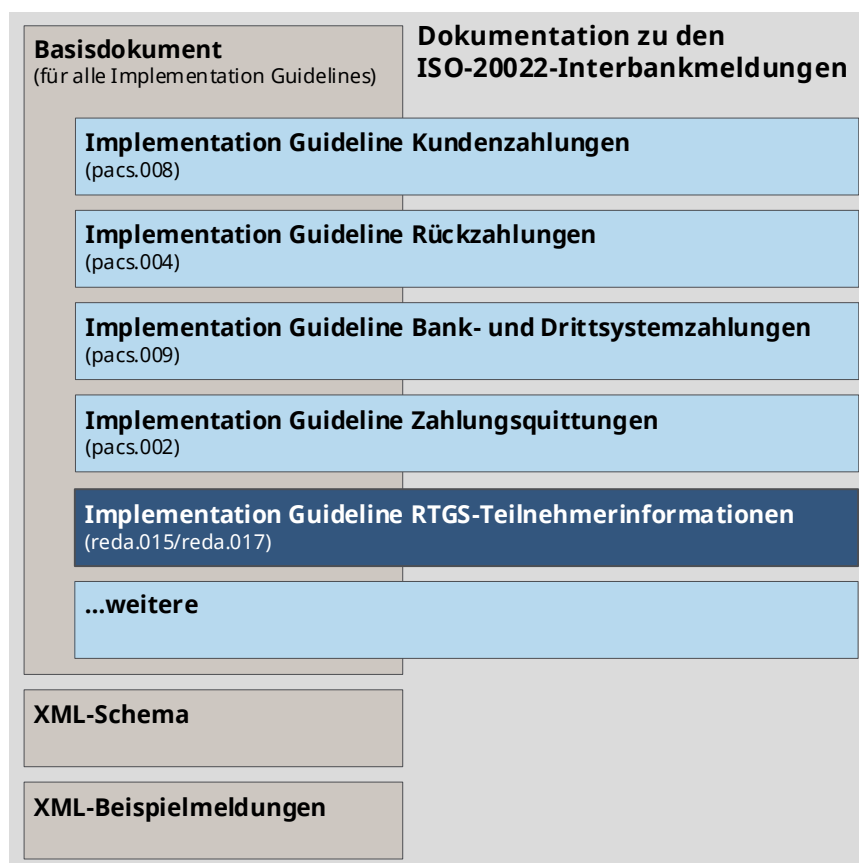 Basisdokument
(für alle Implementation Guidelines)
Dokumentation zu den
ISO-20022-Interbankmeldungen
Implementation Guideline Kundenzahlungen
(pacs.008)
Implementation Guideline Rückzahlungen
(pacs.004)
Implementation Guideline Bank- und Drittsystemzahlungen
(pacs.009)
Implementation Guideline Zahlungsquittungen
(pacs.002)
Implementation Guideline RTGS-Teilnehmerinformationen
(reda.015/reda.017)
...weitere
XML-Schema
XML-Beispielmeldungen